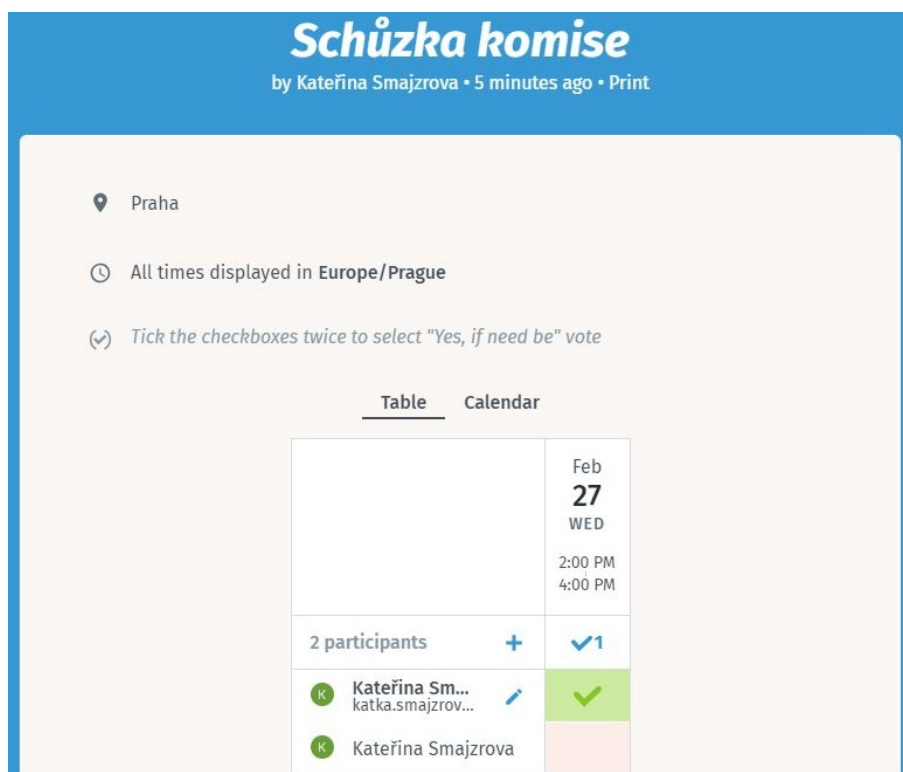 Schůzka komise
by Kateřina Smajzrova • 5 minutes ago • Print
Praha
All times displayed in Europe/Prague
Tick the checkboxes twice to select "Yes, if need be" vote
Table Calendar
Feb
27
WED
2:00 PM
4:00 PM
2 participants + 1
K Kateřina Sm...
katka.smajzrov...
K Kateřina Smajzrova